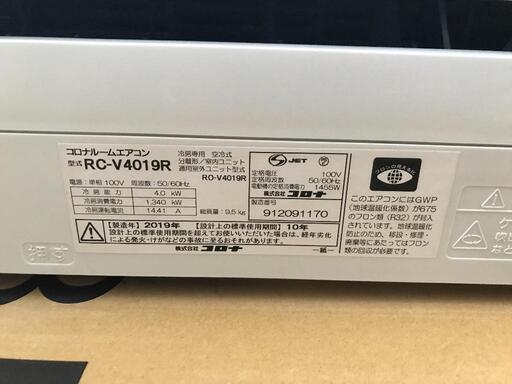 コロナルームエアコン
型式 RC-V4019R
冷房専用 空冷式
分離形/室内ユニット
適用室外ユニット型式
RO-V4019R
電源:単相100V 周波数:50/60Hz
冷房能力 4.0 kW
冷房消費電力 1,340 kW
冷房運転電流 14.41 A
総質量:9.5kg
JET
定格電圧 100V
定格周波数 50/60Hz
電動機の定格消費電力 1455W
株式会社コロナ
製造番号
912091170
【製造年】2019年 【設計上の標準使用期間】10年
設計上の標準使用期間を超えてお使いいただいた場合は、経年劣化
による発火・けがなどの事故に至るおそれがあります。
株式会社 コロナ
フロンの見える化
このエアコンにはGWP
(地球温暖化係数)が675
のフロン類(R32)が封入
されています。地球温暖化
防止のため、移設・修理・
廃棄等にあたってはフロン
類の回収が必要です。
押す